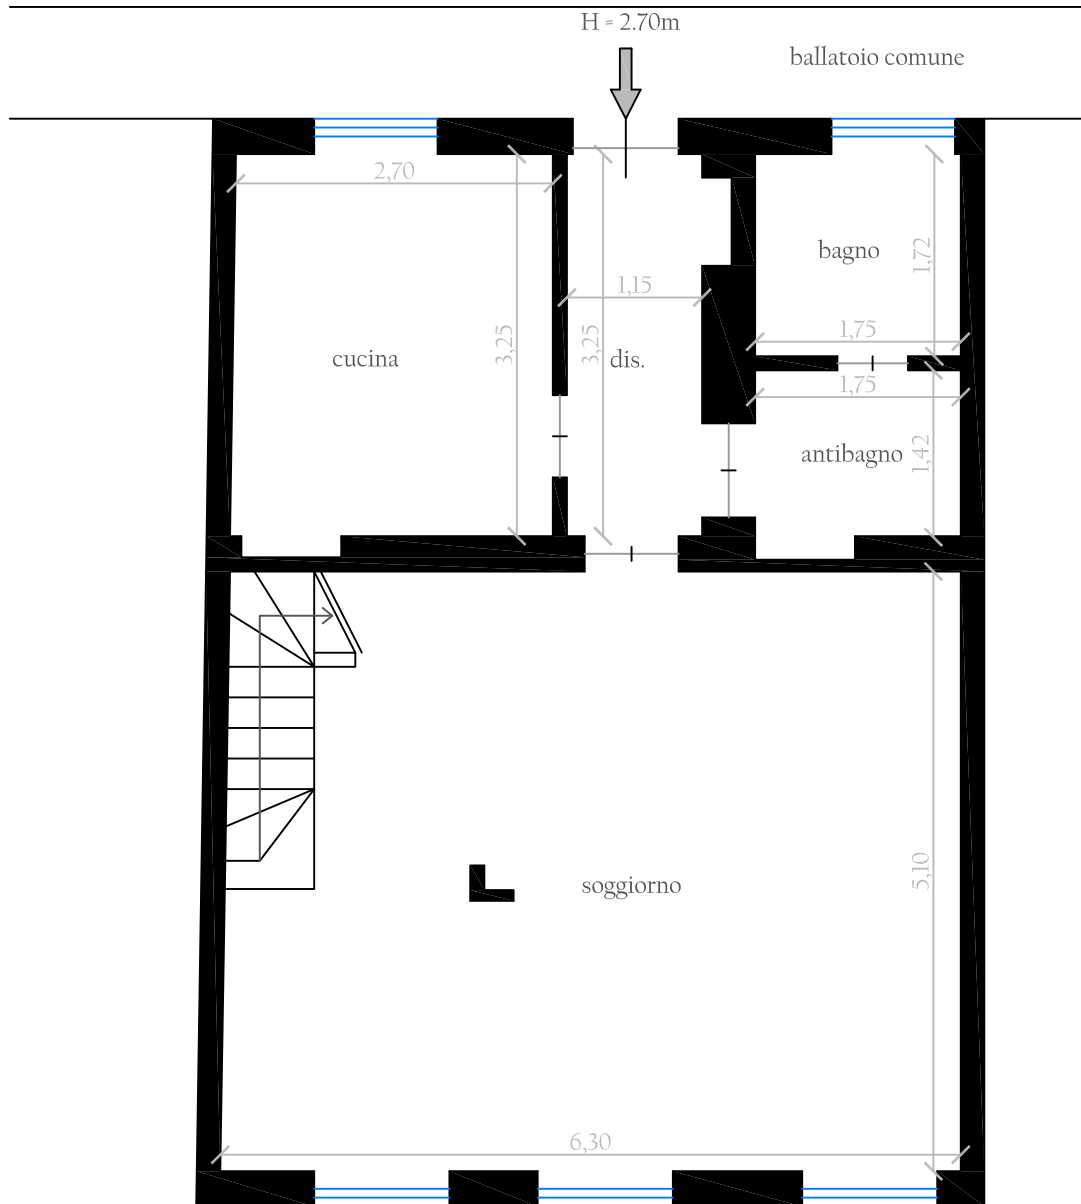 H = 2.70m
ballatoio comune
2,70
bagno
1,72
1,15
1,75
3,25
3,25
cucina
dis.
1,75
antibagno
1,42
5,10
soggiorno
6,30